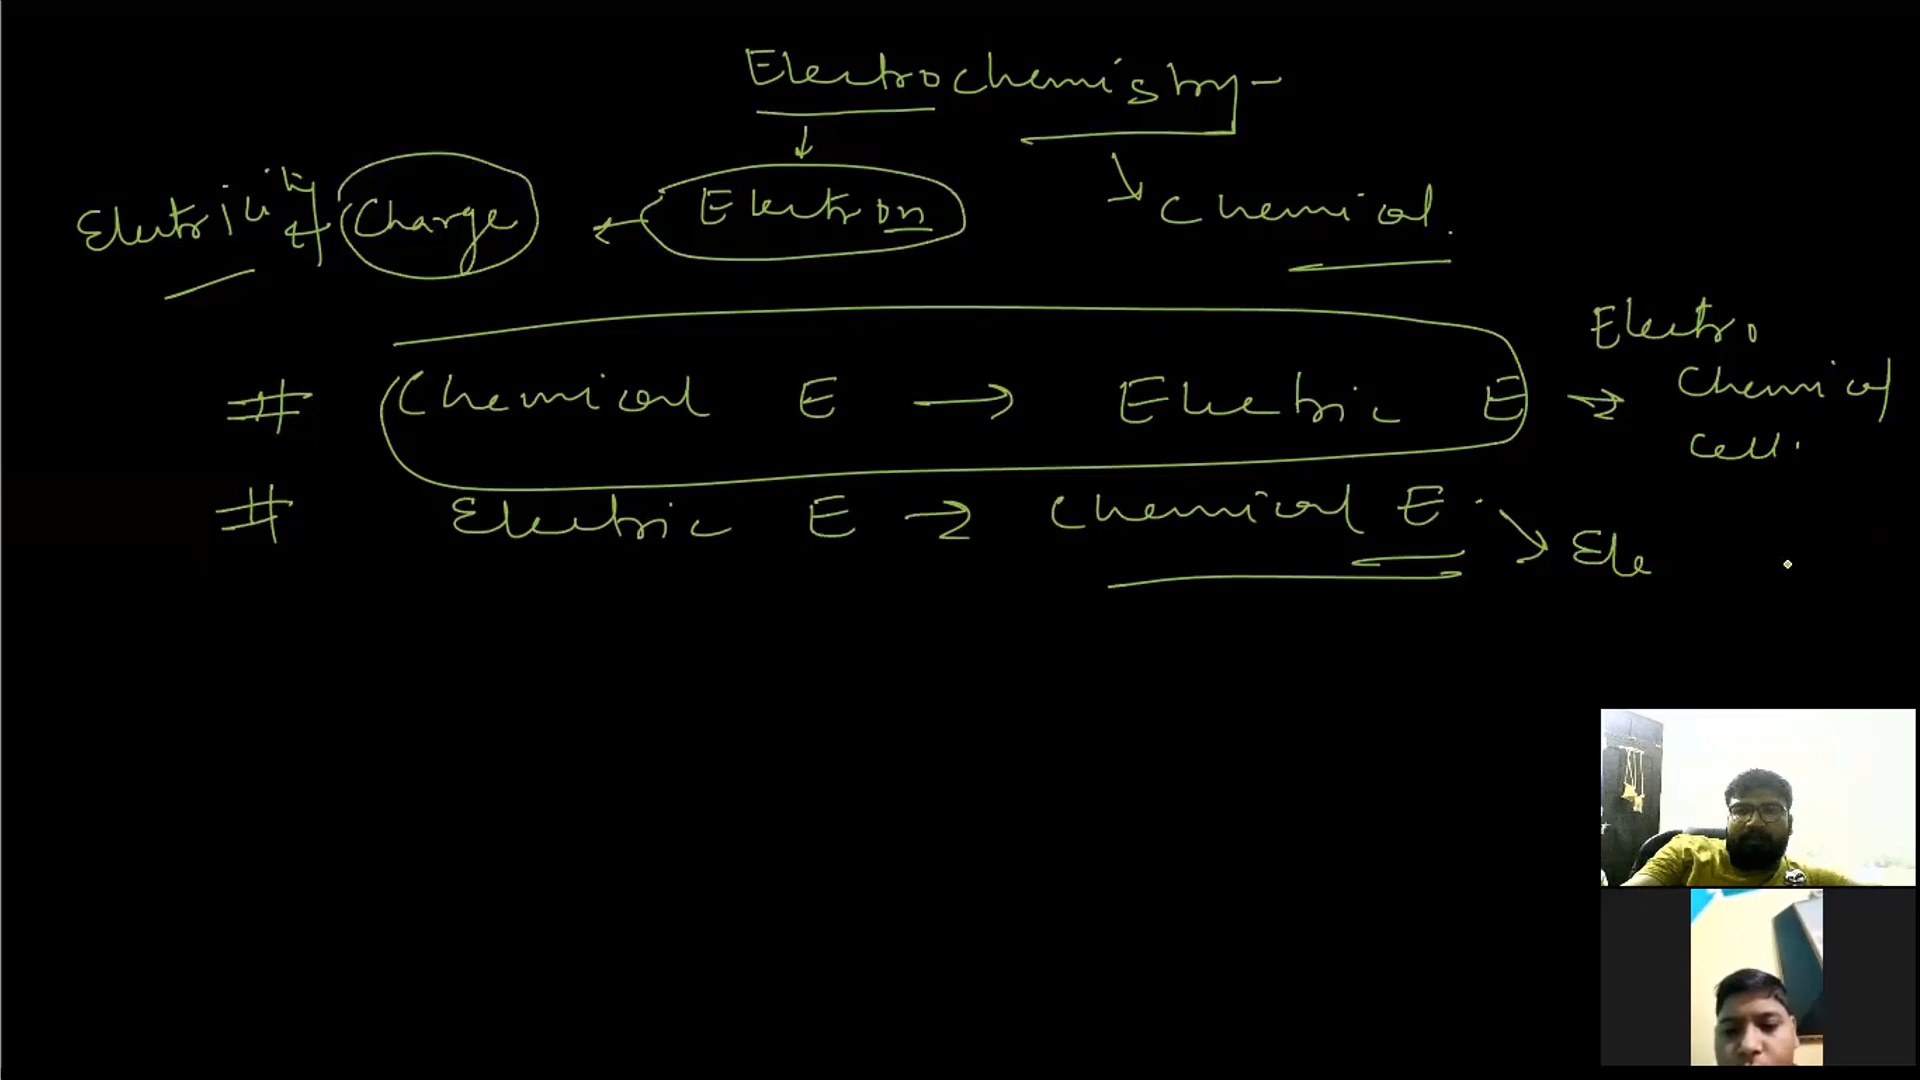 Electrochemistry-
Electricity ← Charge ← Electron
Chemical.
# Chemical E → Electric E → Electro
Chemical
Cell.
# Electric E → Chemical E. → Ele